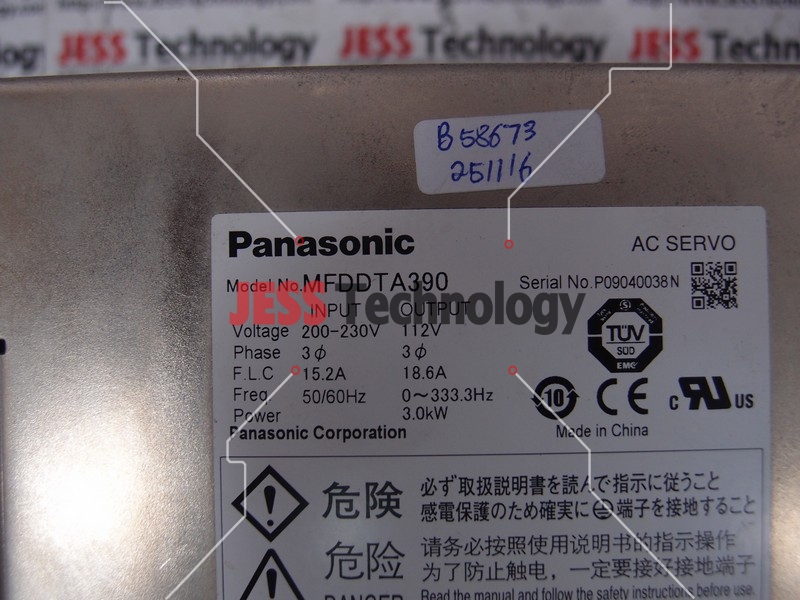 JESS Technology JESS Technology JESS Techn
B58673
251116
Panasonic AC SERVO
Model No. MFDDTA390 Serial No. P09040038N
JESS Technology
INPUT OUTPUT
Voltage 200-230V 112V
Phase 3φ 3φ
F.L.C 15.2A 18.6A
Freq. 50/60Hz 0~333.3Hz
Power 3.0kW
Panasonic Corporation
TÜV
SÜD
EMC
10
CE
c RU US
Made in China
危険 必ず取扱説明書を読んで指示に従うこと
感電保護のため確実に⏚端子を接地すること
危险 请务必按照使用说明书的指示操作
为了防止触电，一定要接好接地端子
DANGER Read the manual and follow the safety instructions before use.